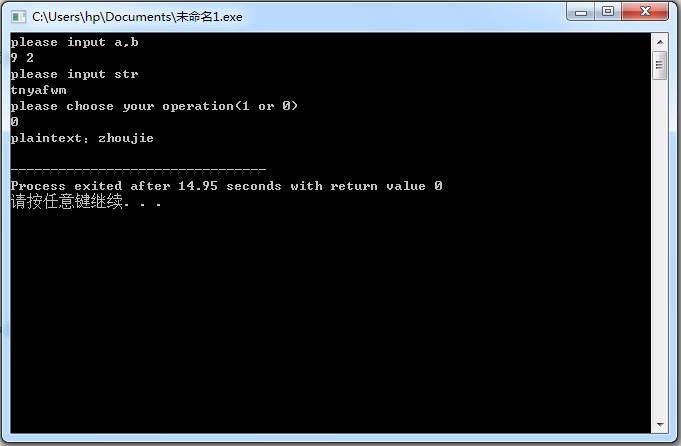 C:\Users\hp\Documents\未命名1.exe
please input a,b
9 2
please input str
tnyafwm
please choose your operation(1 or 0)
0
plaintext：zhoujie
--------------------------------
Process exited after 14.95 seconds with return value 0
请按任意键继续. . .